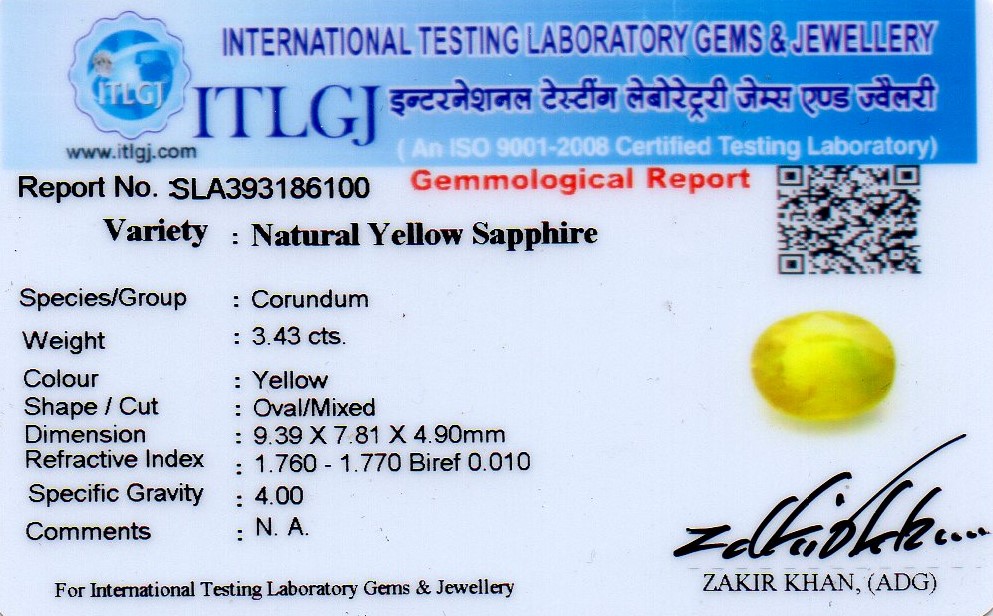 INTERNATIONAL TESTING LABORATORY GEMS & JEWELLERY
ITLGJ
ITLGJ इन्टरनेशनल टेस्टींग लेबोरेट्री जेम्स एण्ड ज्वैलरी
www.itlgj.com
( An ISO 9001-2008 Certified Testing Laboratory)
Report No. :SLA393186100
Gemmological Report
Variety : Natural Yellow Sapphire
Species/Group : Corundum
Weight : 3.43 cts.
Colour : Yellow
Shape / Cut : Oval/Mixed
Dimension : 9.39 X 7.81 X 4.90mm
Refractive Index : 1.760 - 1.770 Biref 0.010
Specific Gravity : 4.00
Comments : N. A.
For International Testing Laboratory Gems & Jewellery
ZAKIR KHAN, (ADG)